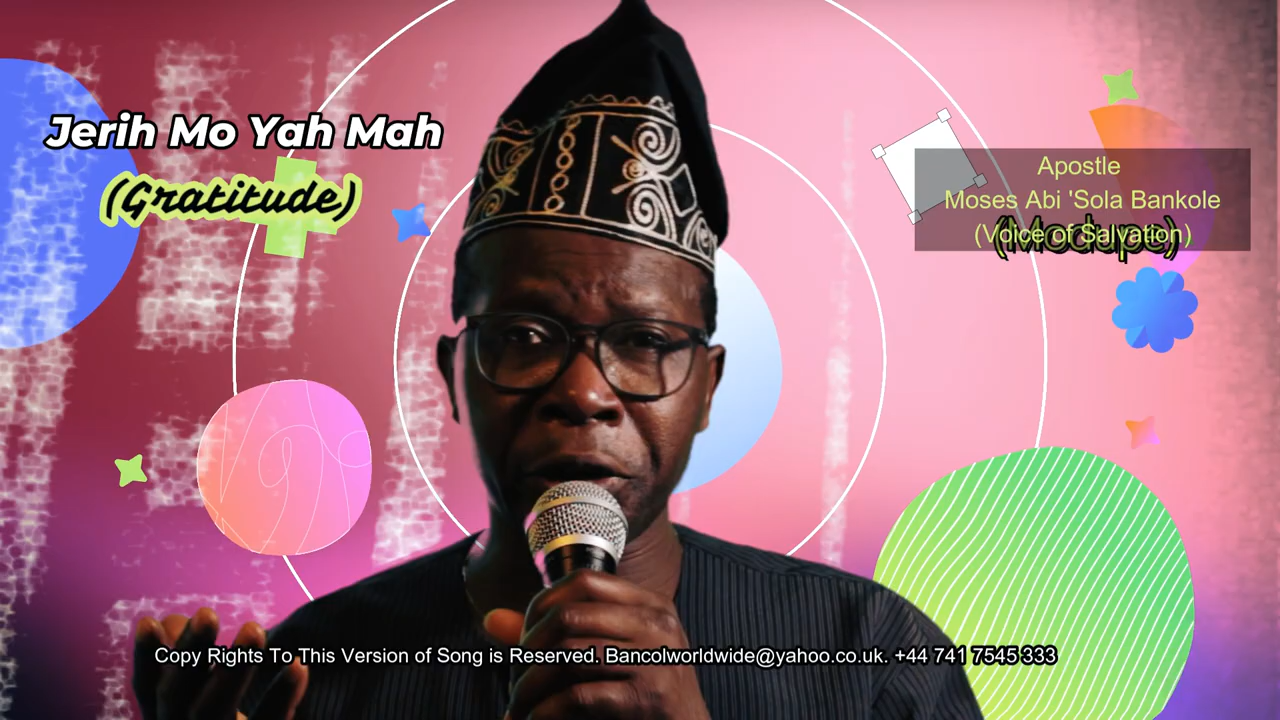 Jerih Mo Yah Mah
(Gratitude)
Apostle
Moses Abi 'Sola Bankole
(Voice of Salvation)
(Modupe)
Copy Rights To This Version of Song is Reserved. Bancolworldwide@yahoo.co.uk. +44 741 7545 333